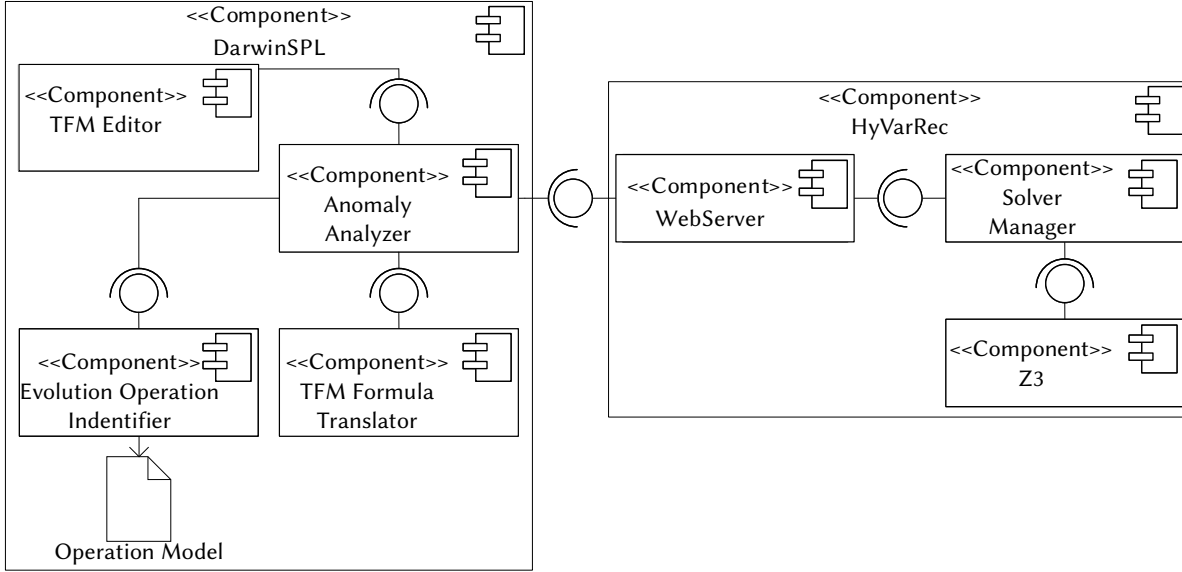 <<Component>>
DarwinSPL
<<Component>>
TFM Editor
<<Component>>
Anomaly
Analyzer
<<Component>>
Evolution Operation
Indentifier
<<Component>>
TFM Formula
Translator
Operation Model
<<Component>>
HyVarRec
<<Component>>
WebServer
<<Component>>
Solver
Manager
<<Component>>
Z3